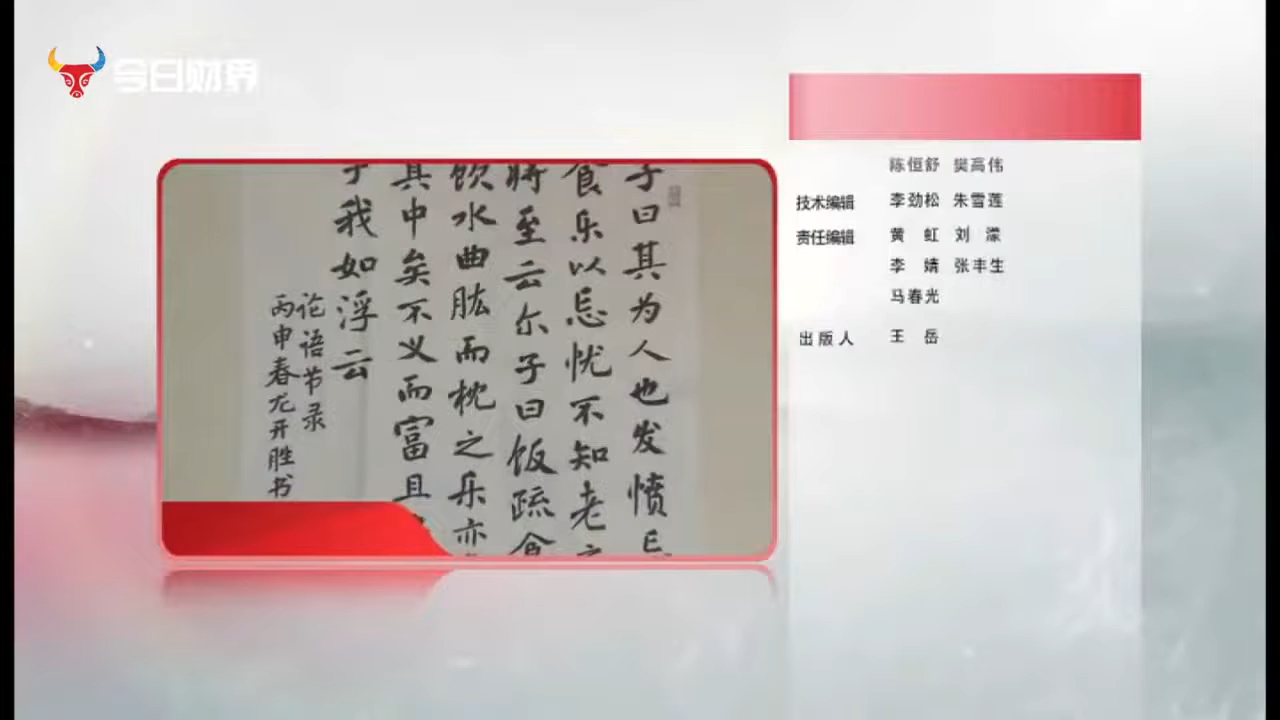 今日财界
子曰其为人也发愤
食乐以忘忧不知老
将至云尔子曰饭疏食
饮水曲肱而枕之乐亦
其中矣不义而富且
于我如浮云
论语节录
丙申春尤开胜书
陈恒舒 樊高伟
技术编辑 李劲松 朱雪莲
责任编辑 黄 虹 刘 濛
李 婧 张丰生
马春光
出版人 王 岳